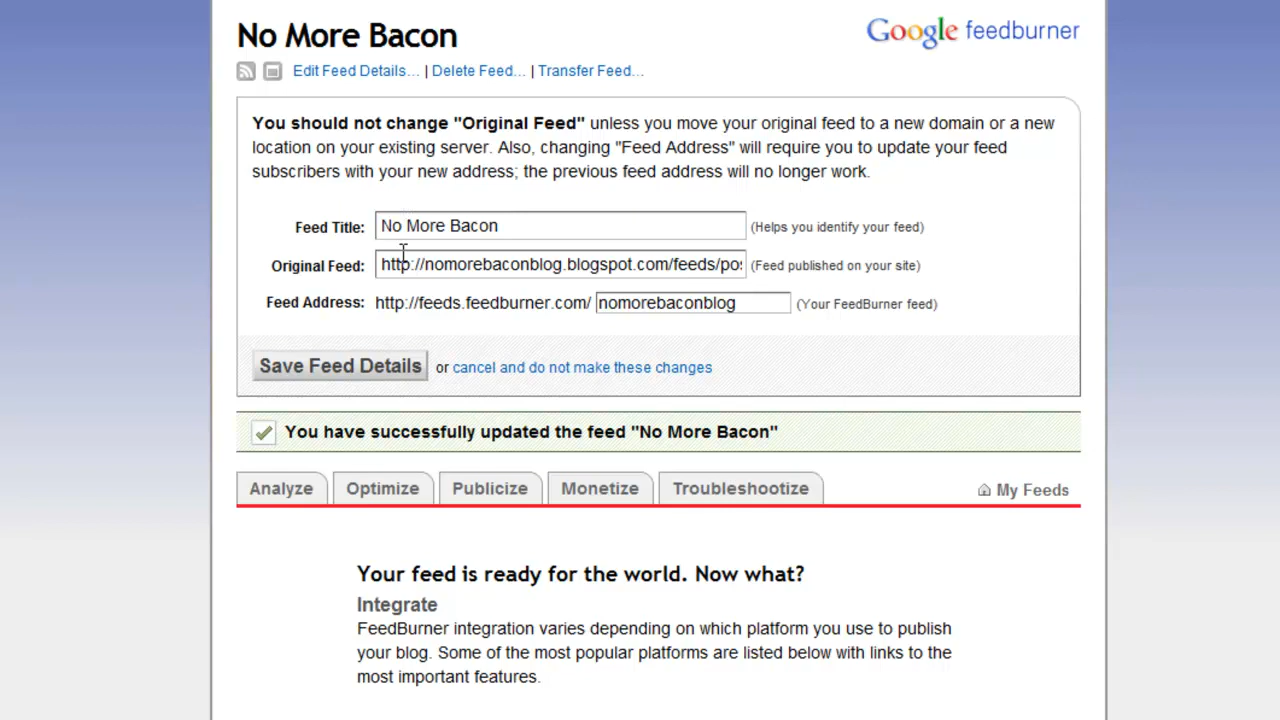 No More Bacon
Google feedburner
Edit Feed Details... | Delete Feed... | Transfer Feed...
You should not change "Original Feed" unless you move your original feed to a new domain or a new
location on your existing server. Also, changing "Feed Address" will require you to update your feed
subscribers with your new address; the previous feed address will no longer work.
Feed Title: No More Bacon (Helps you identify your feed)
Original Feed: http://nomorebaconblog.blogspot.com/feeds/pos (Feed published on your site)
Feed Address: http://feeds.feedburner.com/ nomorebaconblog (Your FeedBurner feed)
Save Feed Details or cancel and do not make these changes
You have successfully updated the feed "No More Bacon"
Analyze Optimize Publicize Monetize Troubleshootize My Feeds
Your feed is ready for the world. Now what?
Integrate
FeedBurner integration varies depending on which platform you use to publish
your blog. Some of the most popular platforms are listed below with links to the
most important features.